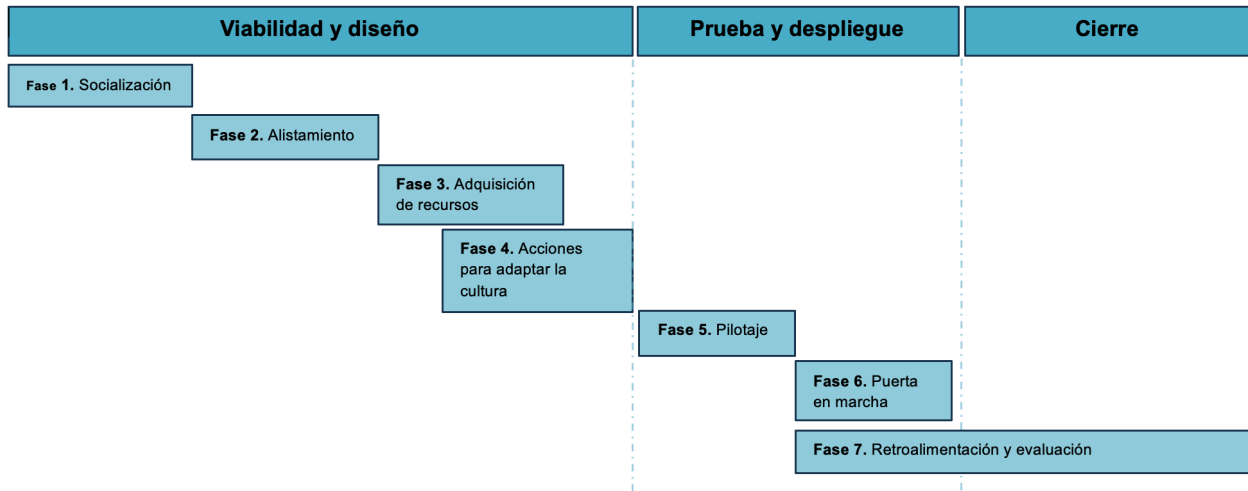 Viabilidad y diseño
Prueba y despliegue
Cierre
Fase 1. Socialización
Fase 2. Alistamiento
Fase 3. Adquisición
de recursos
Fase 4. Acciones
para adaptar la
cultura
Fase 5. Pilotaje
Fase 6. Puerta
en marcha
Fase 7. Retroalimentación y evaluación